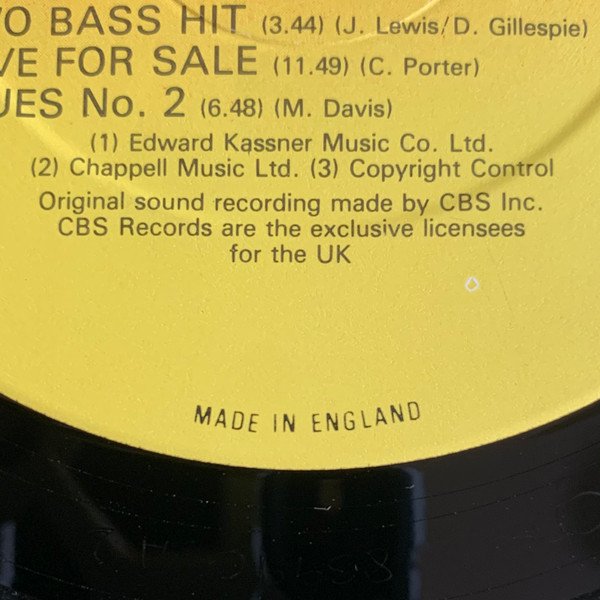 O BASS HIT (3.44) (J. Lewis/D. Gillespie)
VE FOR SALE (11.49) (C. Porter)
UES No. 2 (6.48) (M. Davis)
(1) Edward Kassner Music Co. Ltd.
(2) Chappell Music Ltd. (3) Copyright Control
Original sound recording made by CBS Inc.
CBS Records are the exclusive licensees
for the UK
MADE IN ENGLAND